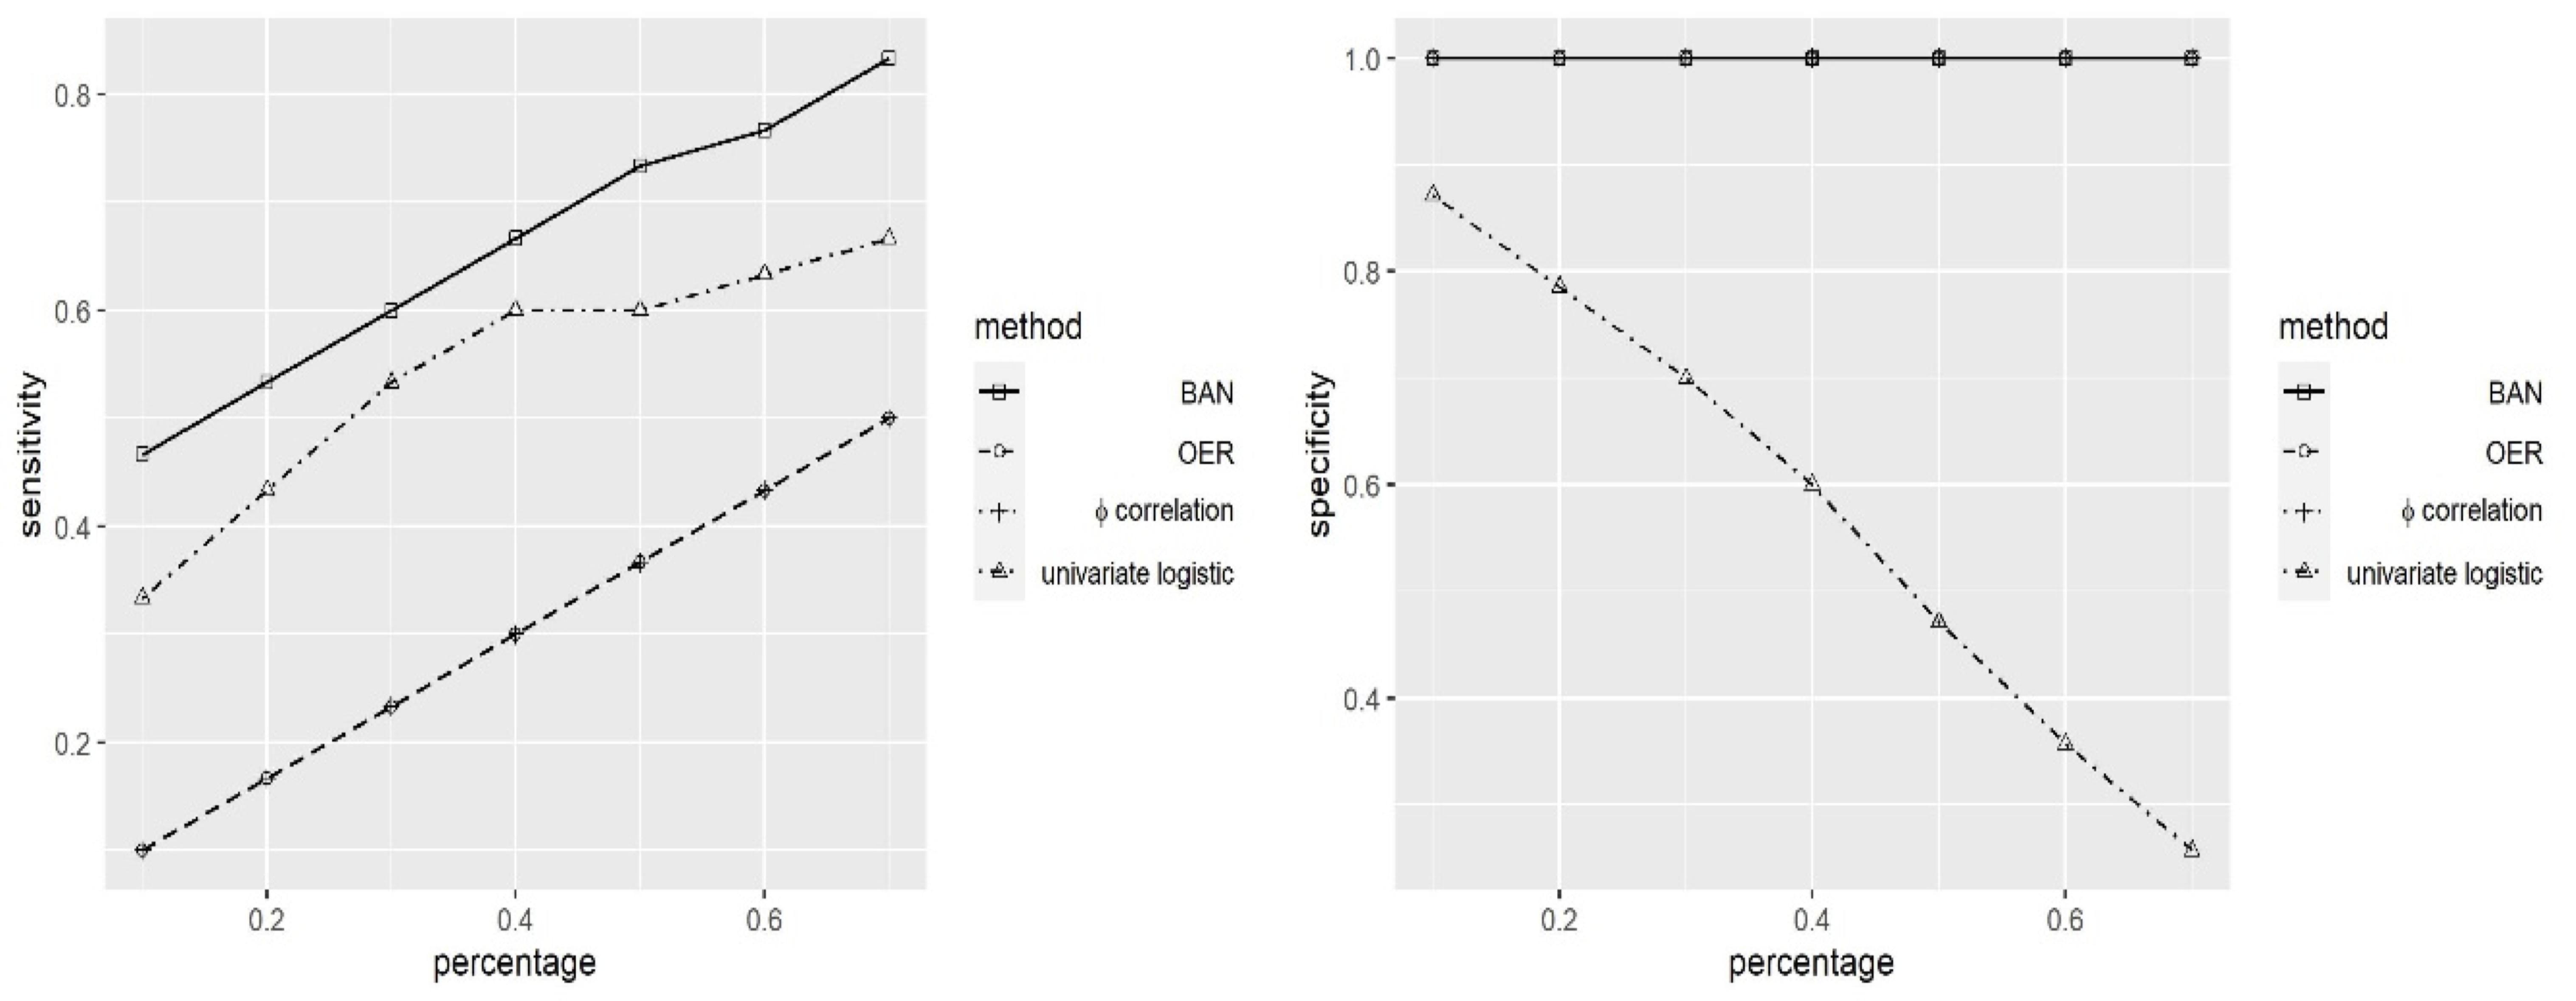 sensitivity
0.8
0.6
0.4
0.2
0.2 0.4 0.6
percentage
method
BAN
OER
ϕ correlation
univariate logistic
specificity
1.0
0.8
0.6
0.4
0.2 0.4 0.6
percentage
method
BAN
OER
ϕ correlation
univariate logistic